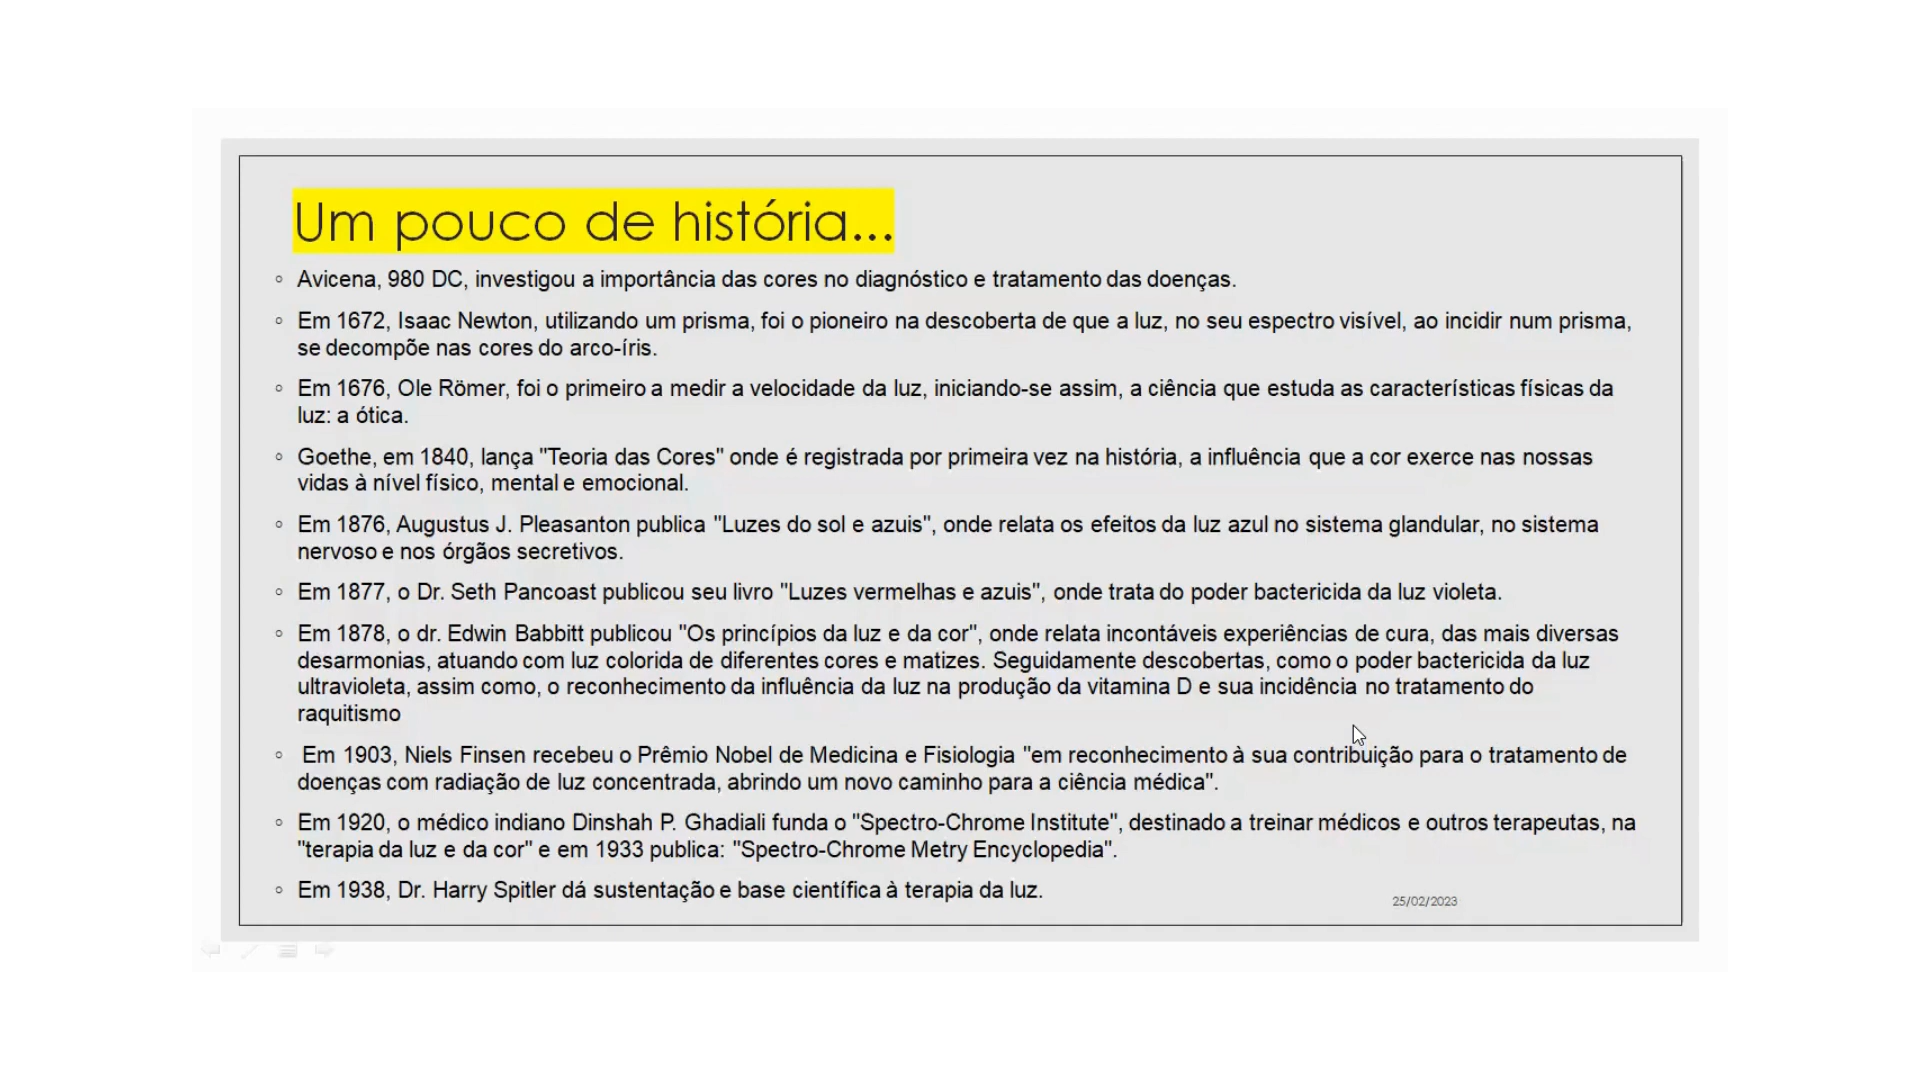 Um pouco de história...
◦ Avicena, 980 DC, investigou a importância das cores no diagnóstico e tratamento das doenças.
◦ Em 1672, Isaac Newton, utilizando um prisma, foi o pioneiro na descoberta de que a luz, no seu espectro visível, ao incidir num prisma,
se decompõe nas cores do arco-íris.
◦ Em 1676, Ole Römer, foi o primeiro a medir a velocidade da luz, iniciando-se assim, a ciência que estuda as características físicas da
luz: a ótica.
◦ Goethe, em 1840, lança "Teoria das Cores" onde é registrada por primeira vez na história, a influência que a cor exerce nas nossas
vidas à nível físico, mental e emocional.
◦ Em 1876, Augustus J. Pleasanton publica "Luzes do sol e azuis", onde relata os efeitos da luz azul no sistema glandular, no sistema
nervoso e nos órgãos secretivos.
◦ Em 1877, o Dr. Seth Pancoast publicou seu livro "Luzes vermelhas e azuis", onde trata do poder bactericida da luz violeta.
◦ Em 1878, o dr. Edwin Babbitt publicou "Os princípios da luz e da cor", onde relata incontáveis experiências de cura, das mais diversas
desarmonias, atuando com luz colorida de diferentes cores e matizes. Seguidamente descobertas, como o poder bactericida da luz
ultravioleta, assim como, o reconhecimento da influência da luz na produção da vitamina D e sua incidência no tratamento do
raquitismo
◦ Em 1903, Niels Finsen recebeu o Prêmio Nobel de Medicina e Fisiologia "em reconhecimento à sua contribuição para o tratamento de
doenças com radiação de luz concentrada, abrindo um novo caminho para a ciência médica".
◦ Em 1920, o médico indiano Dinshah P. Ghadiali funda o "Spectro-Chrome Institute", destinado a treinar médicos e outros terapeutas, na
"terapia da luz e da cor" e em 1933 publica: "Spectro-Chrome Metry Encyclopedia".
◦ Em 1938, Dr. Harry Spitler dá sustentação e base científica à terapia da luz.
25/02/2023